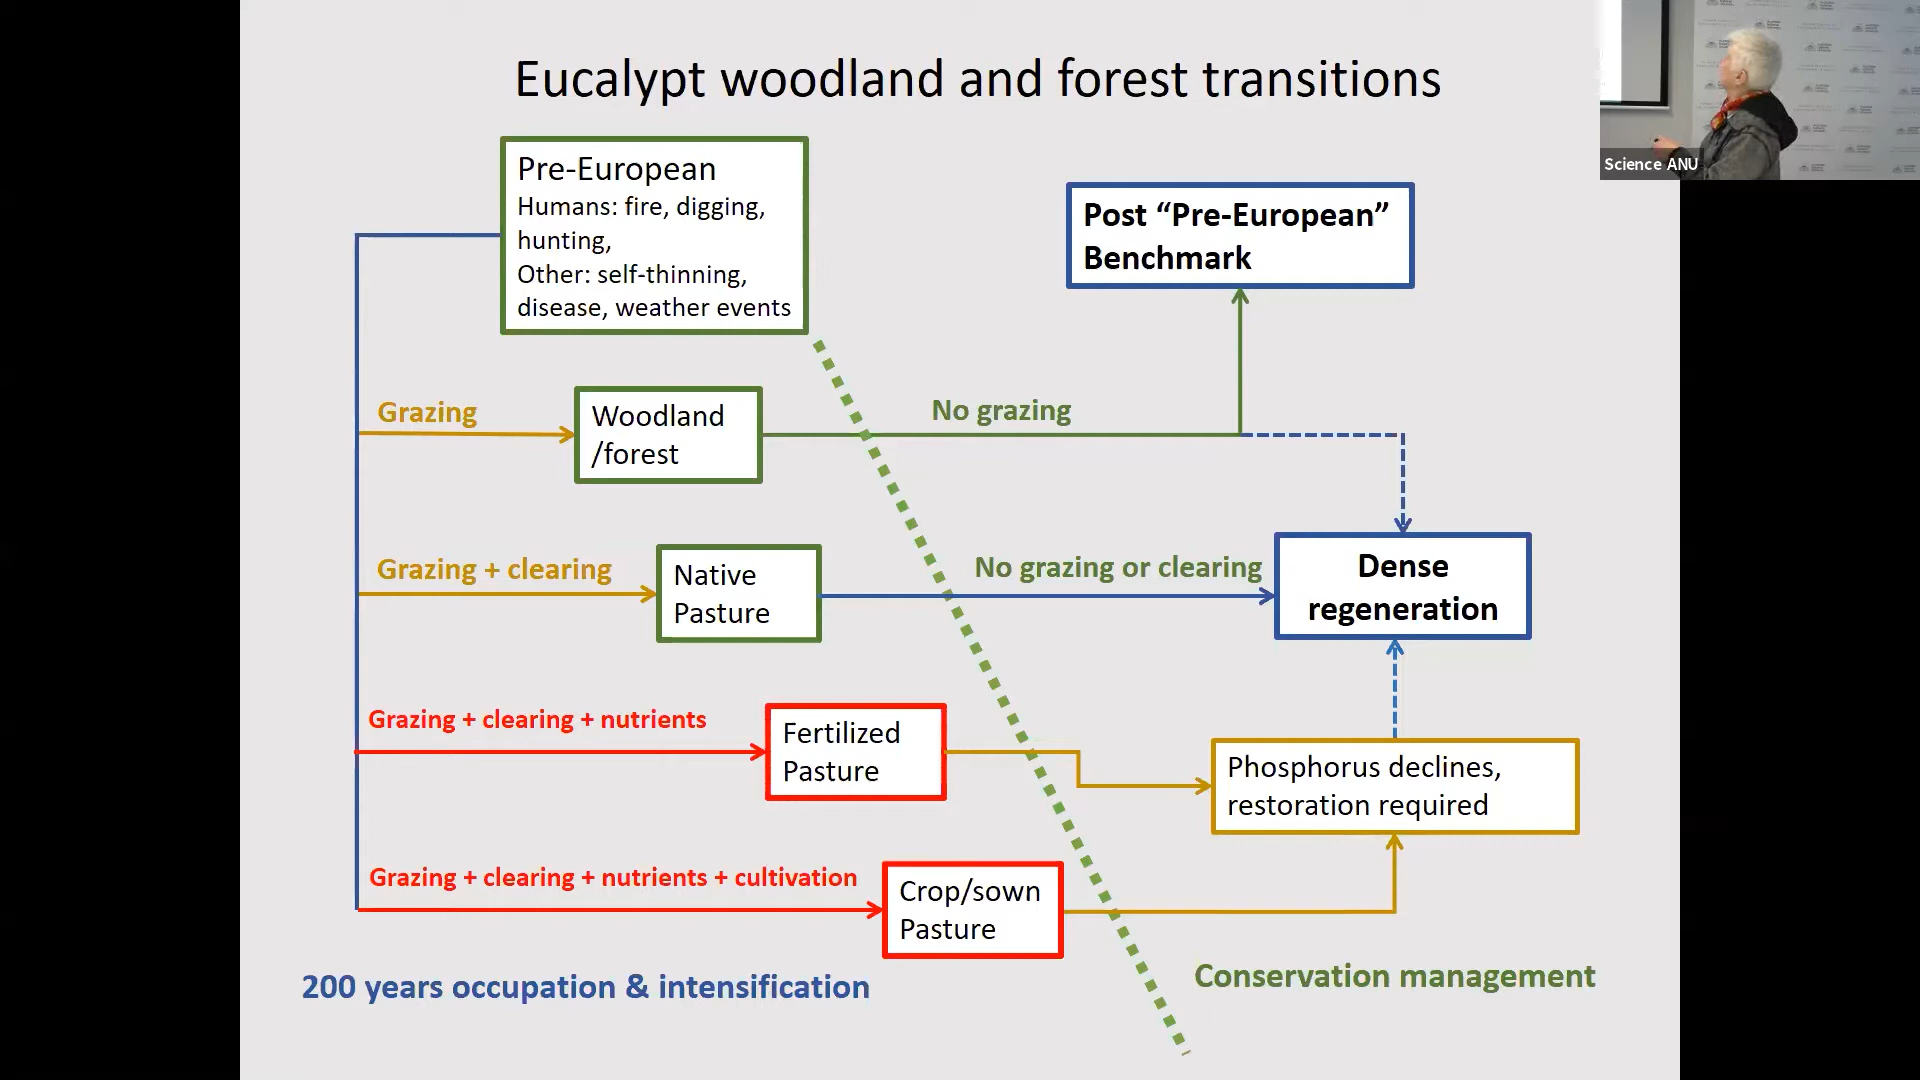 Eucalypt woodland and forest transitions
Science ANU
Pre-European
Humans: fire, digging,
hunting,
Other: self-thinning,
disease, weather events
Post “Pre-European”
Benchmark
Grazing
Woodland
/forest
No grazing
Grazing + clearing
Native
Pasture
No grazing or clearing
Dense
regeneration
Grazing + clearing + nutrients
Fertilized
Pasture
Phosphorus declines,
restoration required
Grazing + clearing + nutrients + cultivation
Crop/sown
Pasture
200 years occupation & intensification
Conservation management